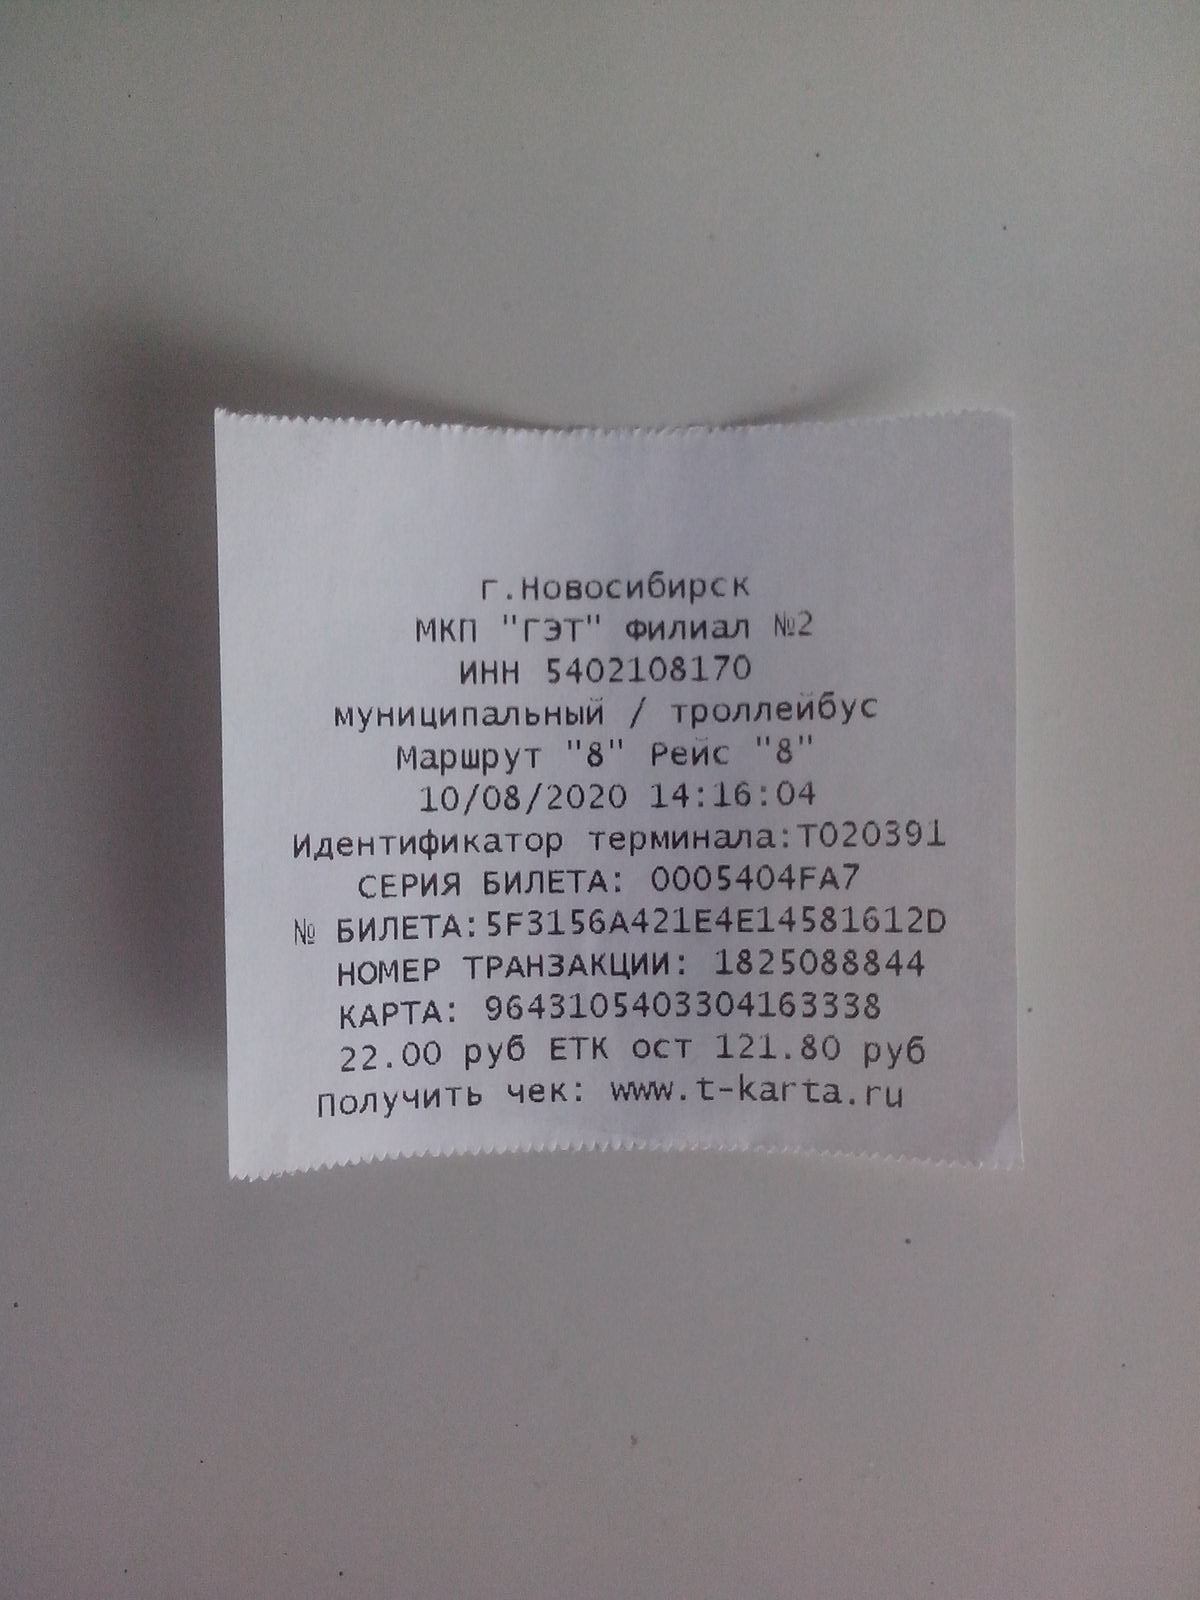 г.Новосибирск
МКП "ГЭТ" Филиал №2
ИНН 5402108170
муниципальный / троллейбус
Маршрут "8" Рейс "8"
10/08/2020 14:16:04
Идентификатор терминала:T020391
СЕРИЯ БИЛЕТА: 0005404FA7
№ БИЛЕТА:5F3156A421E4E14581612D
НОМЕР ТРАНЗАКЦИИ: 1825088844
КАРТА: 9643105403304163338
22.00 руб ЕТК ост 121.80 руб
Получить чек: www.t-karta.ru